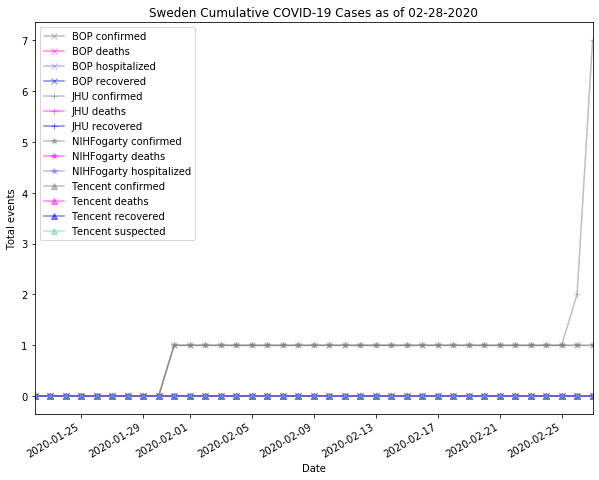 Sweden Cumulative COVID-19 Cases as of 02-28-2020
BOP confirmed
BOP deaths
BOP hospitalized
BOP recovered
JHU confirmed
JHU deaths
JHU recovered
NIHFogarty confirmed
NIHFogarty deaths
NIHFogarty hospitalized
Tencent confirmed
Tencent deaths
Tencent recovered
Tencent suspected
Total events
7
6
5
4
3
2
1
0
2020-01-25
2020-01-29
2020-02-01
2020-02-05
2020-02-09
2020-02-13
2020-02-17
2020-02-21
2020-02-25
Date